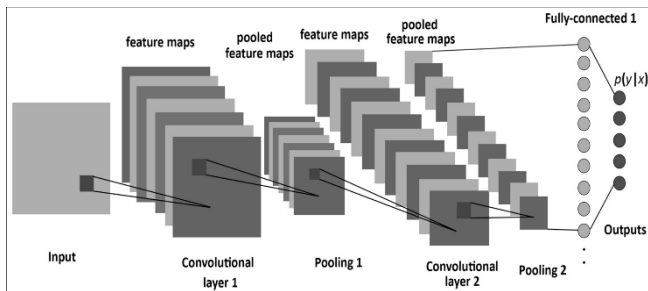 Fully-connected 1
feature maps
pooled
feature maps
feature maps
pooled
feature maps
p(y|x)
Input
Convolutional
layer 1
Pooling 1
Convolutional
layer 2
Pooling 2
Outputs